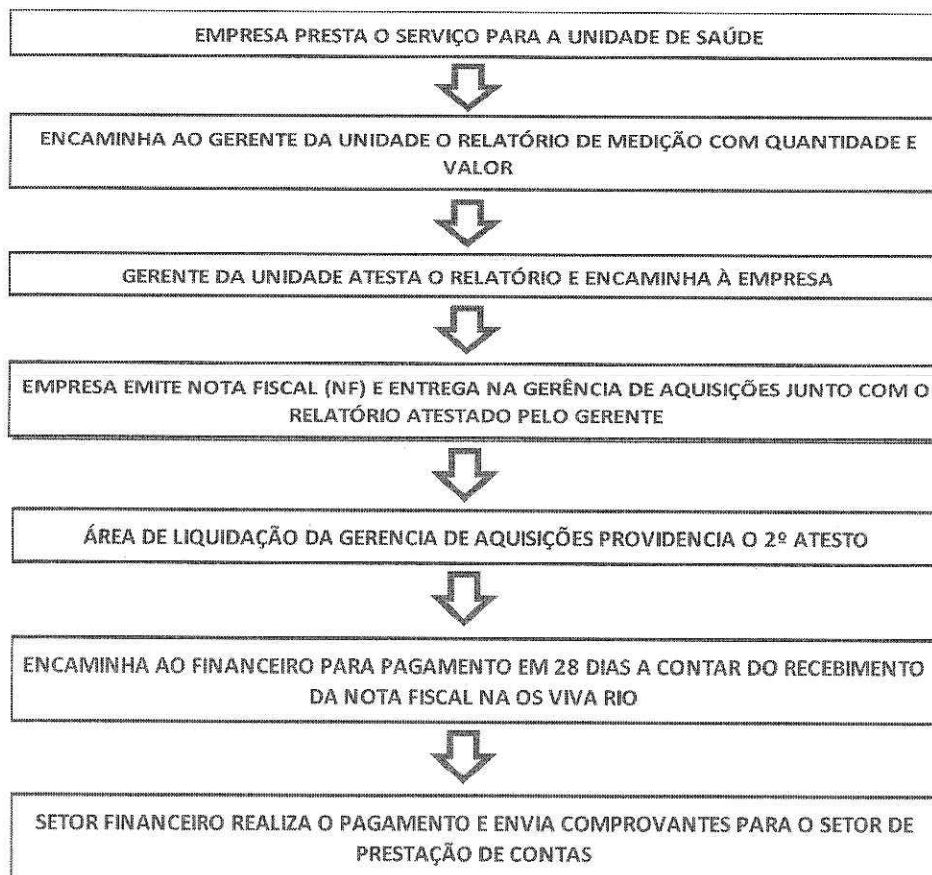 EMPRESA PRESTA O SERVIÇO PARA A UNIDADE DE SAÚDE
ENCAMINHA AO GERENTE DA UNIDADE O RELATÓRIO DE MEDIÇÃO COM QUANTIDADE E
VALOR
GERENTE DA UNIDADE ATESTA O RELATÓRIO E ENCAMINHA À EMPRESA
EMPRESA EMITE NOTA FISCAL (NF) E ENTREGA NA GERÊNCIA DE AQUISIÇÕES JUNTO COM O
RELATÓRIO ATESTADO PELO GERENTE
ÁREA DE LIQUIDAÇÃO DA GERENCIA DE AQUISIÇÕES PROVIDENCIA O 2º ATESTO
ENCAMINHA AO FINANCEIRO PARA PAGAMENTO EM 28 DIAS A CONTAR DO RECEBIMENTO
DA NOTA FISCAL NA OS VIVA RIO
SETOR FINANCEIRO REALIZA O PAGAMENTO E ENVIA COMPROVANTES PARA O SETOR DE
PRESTAÇÃO DE CONTAS